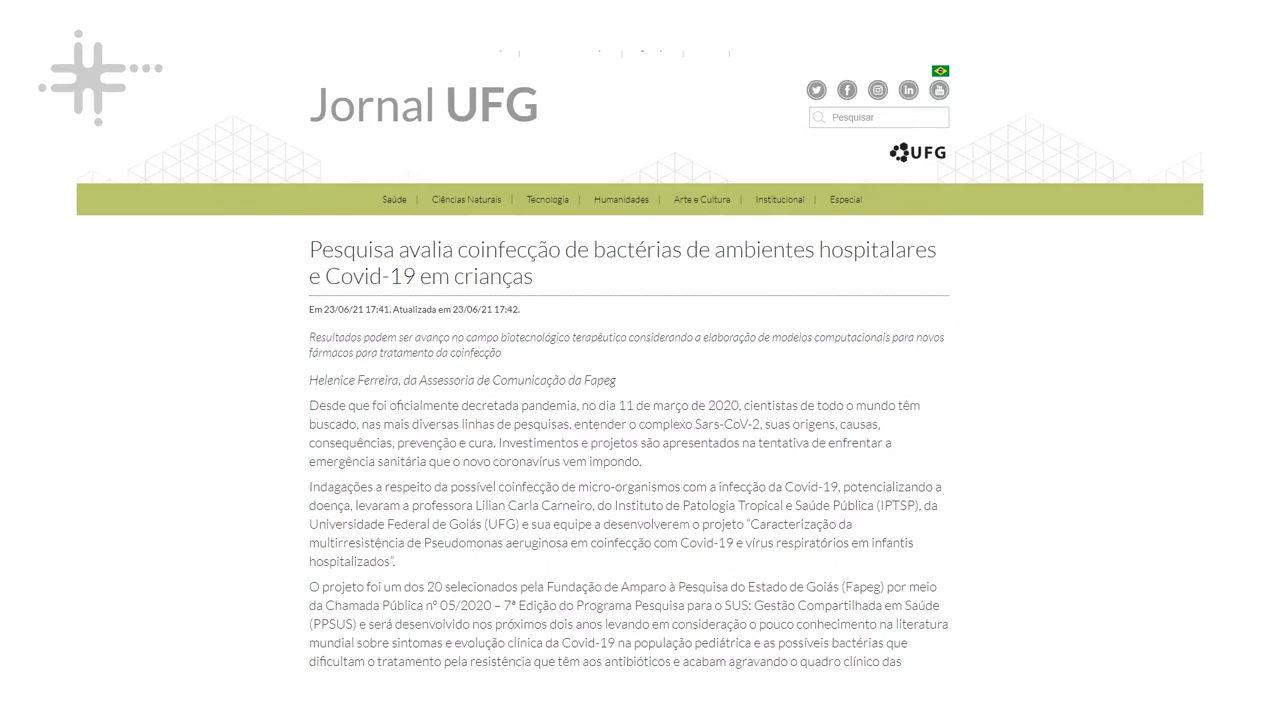 Jornal UFG
Pesquisar
UFG
Saúde | Ciências Naturais | Tecnologia | Humanidades | Arte e Cultura | Institucional | Especial
Pesquisa avalia coinfecção de bactérias de ambientes hospitalares
e Covid-19 em crianças
Em 23/06/21 17:41. Atualizada em 23/06/21 17:42.
Resultados podem ser avanço no campo biotecnológico terapêutico considerando a elaboração de modelos computacionais para novos
fármacos para tratamento da coinfecção
Helenice Ferreira, da Assessoria de Comunicação da Fapeg
Desde que foi oficialmente decretada pandemia, no dia 11 de março de 2020, cientistas de todo o mundo têm
buscado, nas mais diversas linhas de pesquisas, entender o complexo Sars-CoV-2, suas origens, causas,
consequências, prevenção e cura. Investimentos e projetos são apresentados na tentativa de enfrentar a
emergência sanitária que o novo coronavírus vem impondo.
Indagações a respeito da possível coinfecção de micro-organismos com a infecção da Covid-19, potencializando a
doença, levaram a professora Lilian Carla Carneiro, do Instituto de Patologia Tropical e Saúde Pública (IPTSP), da
Universidade Federal de Goiás (UFG) e sua equipe a desenvolverem o projeto “Caracterização da
multirresistência de Pseudomonas aeruginosa em coinfecção com Covid-19 e vírus respiratórios em infantis
hospitalizados”.
O projeto foi um dos 20 selecionados pela Fundação de Amparo à Pesquisa do Estado de Goiás (Fapeg) por meio
da Chamada Pública nº 05/2020 – 7ª Edição do Programa Pesquisa para o SUS: Gestão Compartilhada em Saúde
(PPSUS) e será desenvolvido nos próximos dois anos levando em consideração o pouco conhecimento na literatura
mundial sobre sintomas e evolução clínica da Covid-19 na população pediátrica e as possíveis bactérias que
dificultam o tratamento pela resistência que têm aos antibióticos e acabam agravando o quadro clínico das